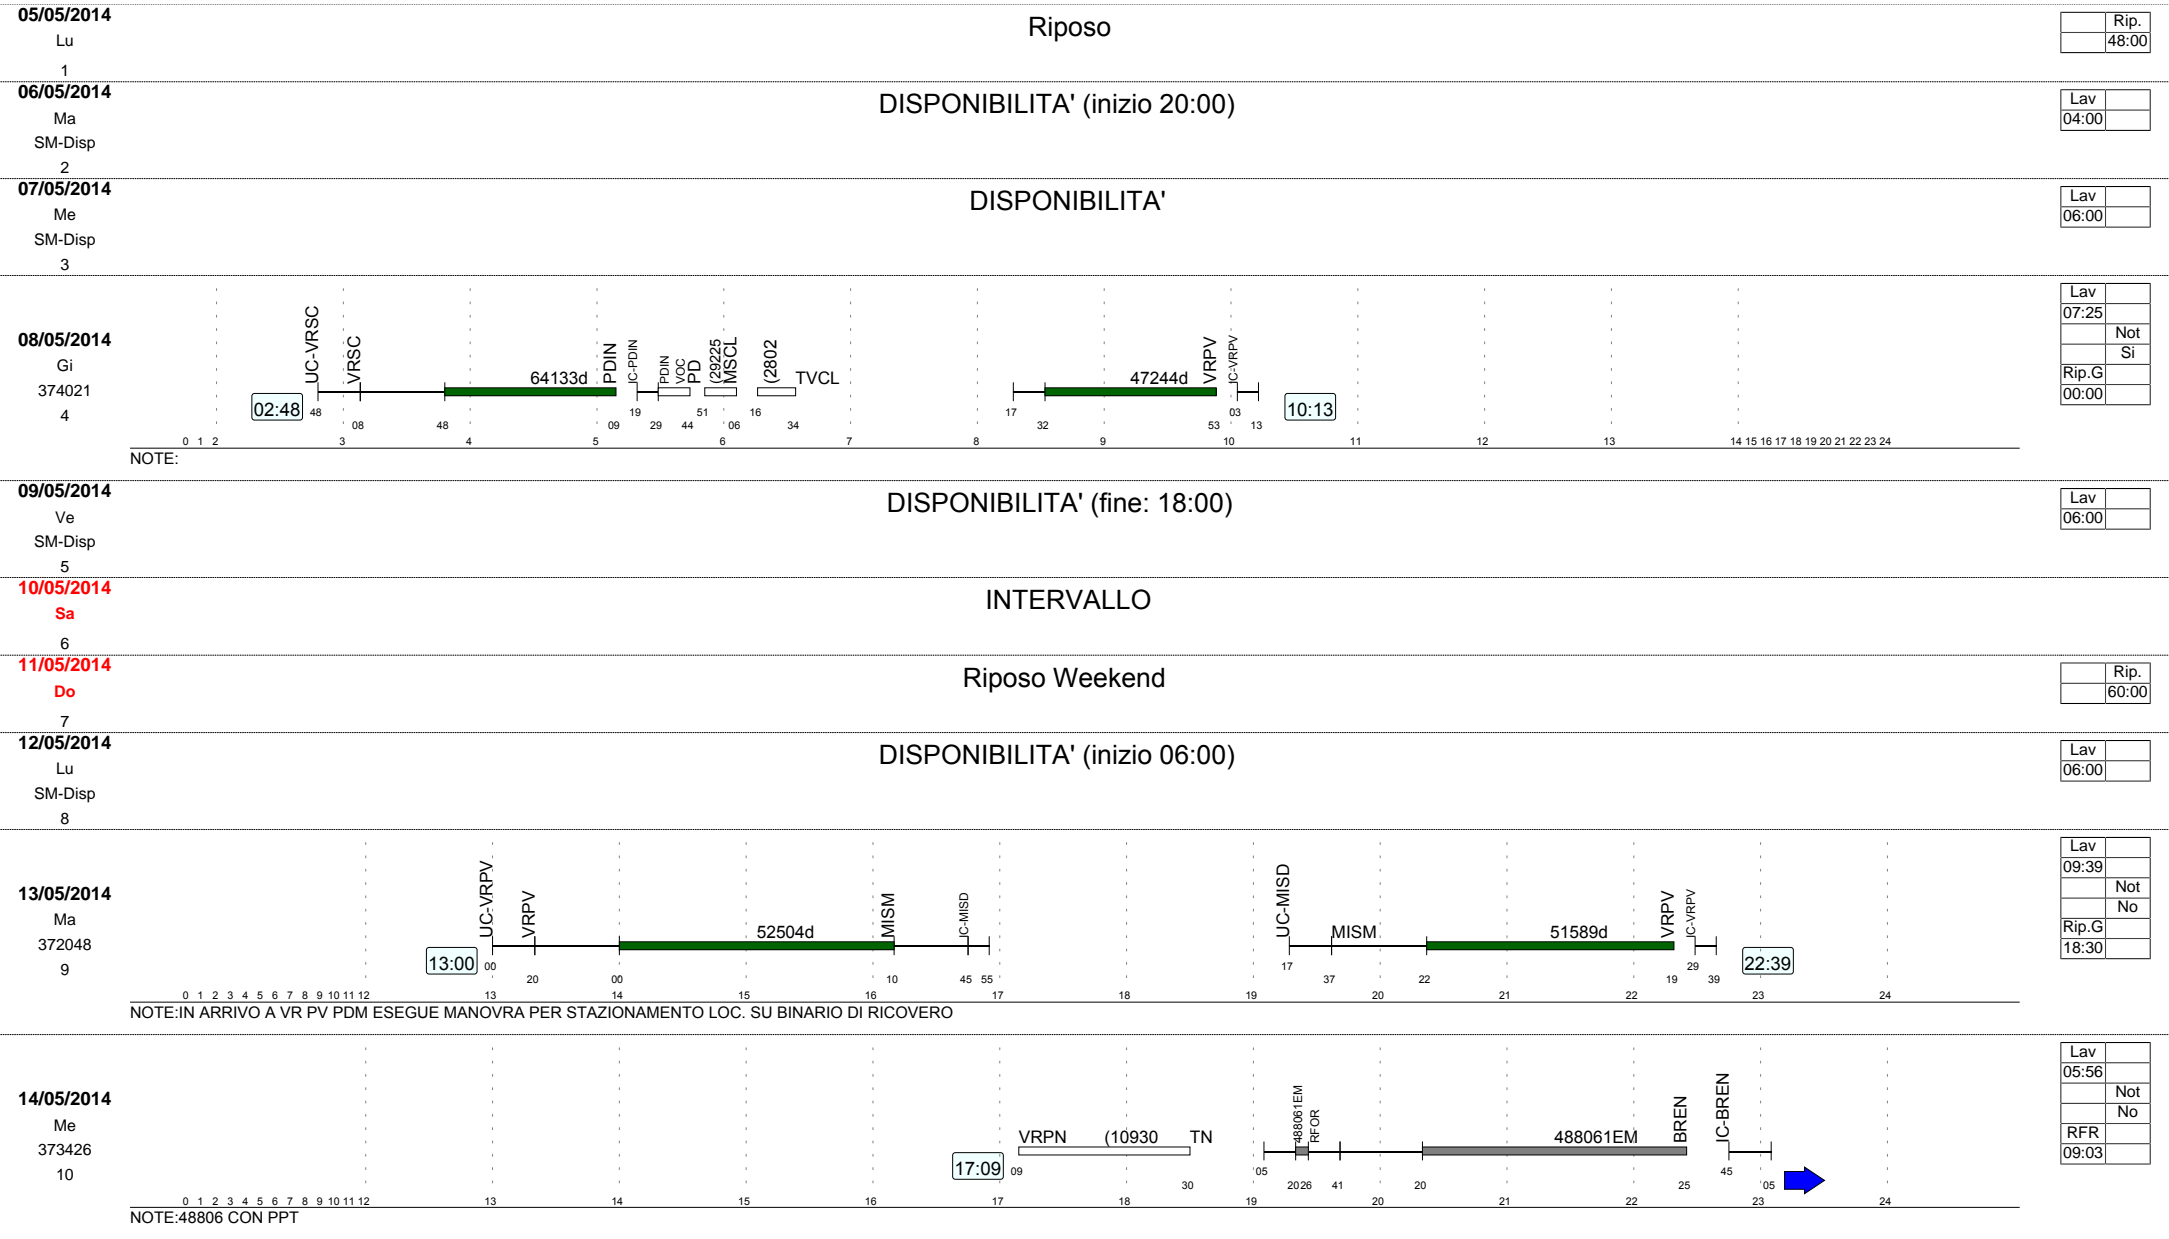 05/05/2014
Lu
1
Riposo
Rip.
48:00
06/05/2014
Ma
SM-Disp
2
DISPONIBILITA' (inizio 20:00)
Lav
04:00
07/05/2014
Me
SM-Disp
3
DISPONIBILITA'
Lav
06:00
08/05/2014
Gi
374021
4
UC-VRSC VRSC 64133d PDIN IC-PDIN PDIN VOC PD (29225 MSCL (2802 TVCL 47244d VRPV IC-VRPV
02:48 48 08 48 09 19 29 44 51 06 16 34 17 32 53 03 13 10:13
0 1 2 3 4 5 6 7 8 9 10 11 12 13 14 15 16 17 18 19 20 21 22 23 24
NOTE:
Lav
07:25
Not
Si
Rip.G
00:00
09/05/2014
Ve
SM-Disp
5
DISPONIBILITA' (fine: 18:00)
Lav
06:00
10/05/2014
Sa
6
INTERVALLO
11/05/2014
Do
7
Riposo Weekend
Rip.
60:00
12/05/2014
Lu
SM-Disp
8
DISPONIBILITA' (inizio 06:00)
Lav
06:00
13/05/2014
Ma
372048
9
UC-VRPV VRPV 52504d MISM IC-MISD UC-MISD MISM 51589d VRPV IC-VRPV
13:00 00 20 00 10 45 55 17 37 22 19 29 39 22:39
0 1 2 3 4 5 6 7 8 9 10 11 12 13 14 15 16 17 18 19 20 21 22 23 24
NOTE:IN ARRIVO A VR PV PDM ESEGUE MANOVRA PER STAZIONAMENTO LOC. SU BINARIO DI RICOVERO
Lav
09:39
Not
No
Rip.G
18:30
14/05/2014
Me
373426
10
VRPN (10930 TN 488061EM RFOR 488061EM BREN IC-BREN
17:09 09 30 05 20 26 41 20 25 45 05
0 1 2 3 4 5 6 7 8 9 10 11 12 13 14 15 16 17 18 19 20 21 22 23 24
NOTE:48806 CON PPT
Lav
05:56
Not
No
RFR
09:03